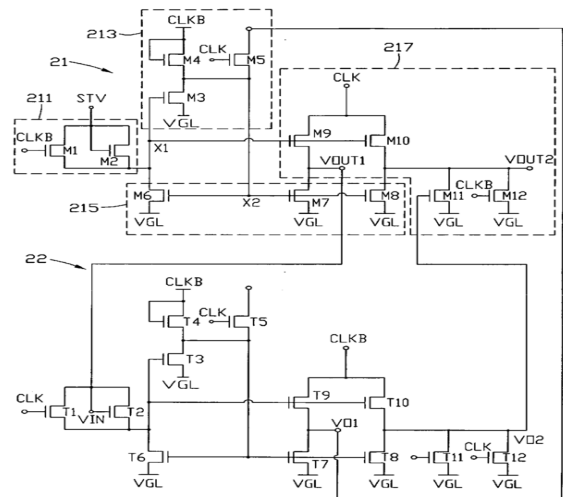 213
CLKB
217
21
M4
CLK
M5
CLK
211
STV
M3
VGL
CLKB
M1
M2
X1
M9
M10
VOUT1
VOUT2
M6
X2
M7
M8
M11
CLKB
M12
215
VGL
VGL
VGL
VGL
VGL
22
CLKB
T4
CLK
T5
CLKB
T3
VGL
CLK
T1
VIN
T2
T9
T10
VO1
VO2
T6
T7
T8
T11
CLK
T12
VGL
VGL
VGL
VGL
VGL